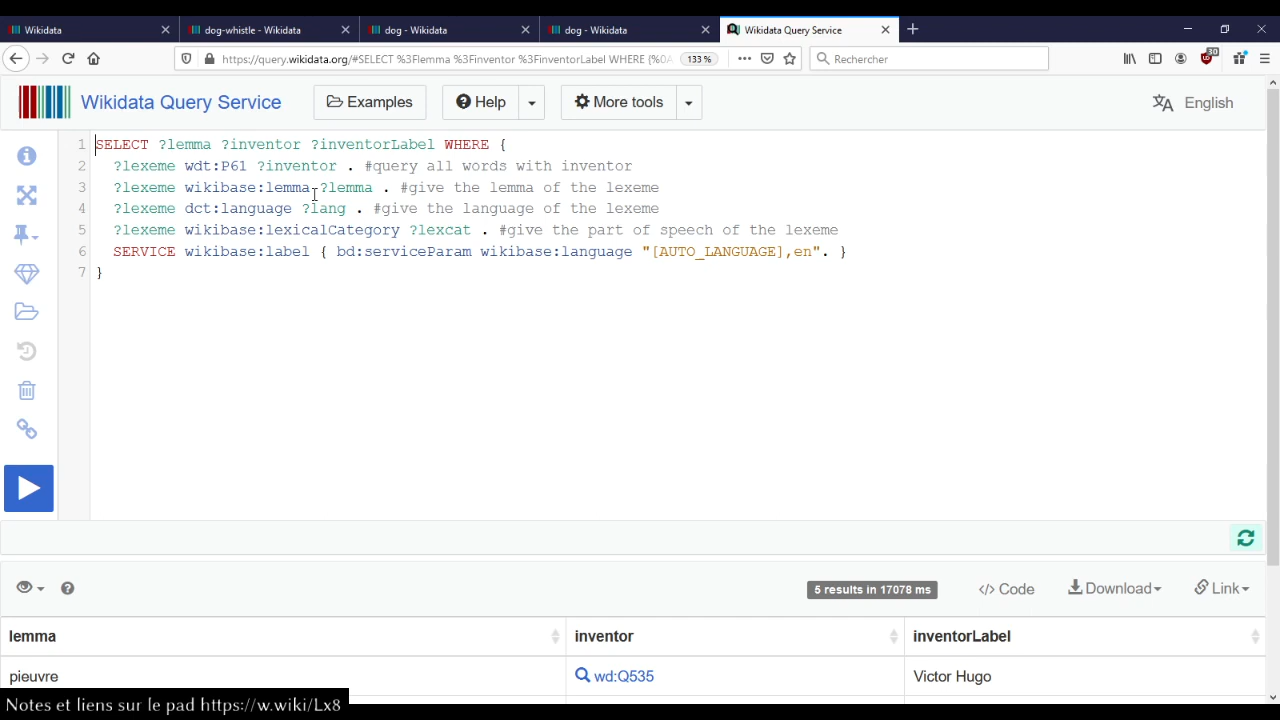 Wikidata
dog-whistle - Wikidata
dog - Wikidata
dog - Wikidata
Wikidata Query Service
https://query.wikidata.org/#SELECT %3Flemma %3Finventor %3FinventorLabel WHERE {%0A
133 %
Rechercher
30
Wikidata Query Service
Examples
Help
More tools
English
1 SELECT ?lemma ?inventor ?inventorLabel WHERE {
2 ?lexeme wdt:P61 ?inventor . #query all words with inventor
3 ?lexeme wikibase:lemma ?lemma . #give the lemma of the lexeme
4 ?lexeme dct:language ?lang . #give the language of the lexeme
5 ?lexeme wikibase:lexicalCategory ?lexcat . #give the part of speech of the lexeme
6 SERVICE wikibase:label { bd:serviceParam wikibase:language "[AUTO_LANGUAGE],en". }
7 }
5 results in 17078 ms
</> Code
Download
Link
lemma inventor inventorLabel
pieuvre wd:Q535 Victor Hugo
Notes et liens sur le pad https://w.wiki/Lx8